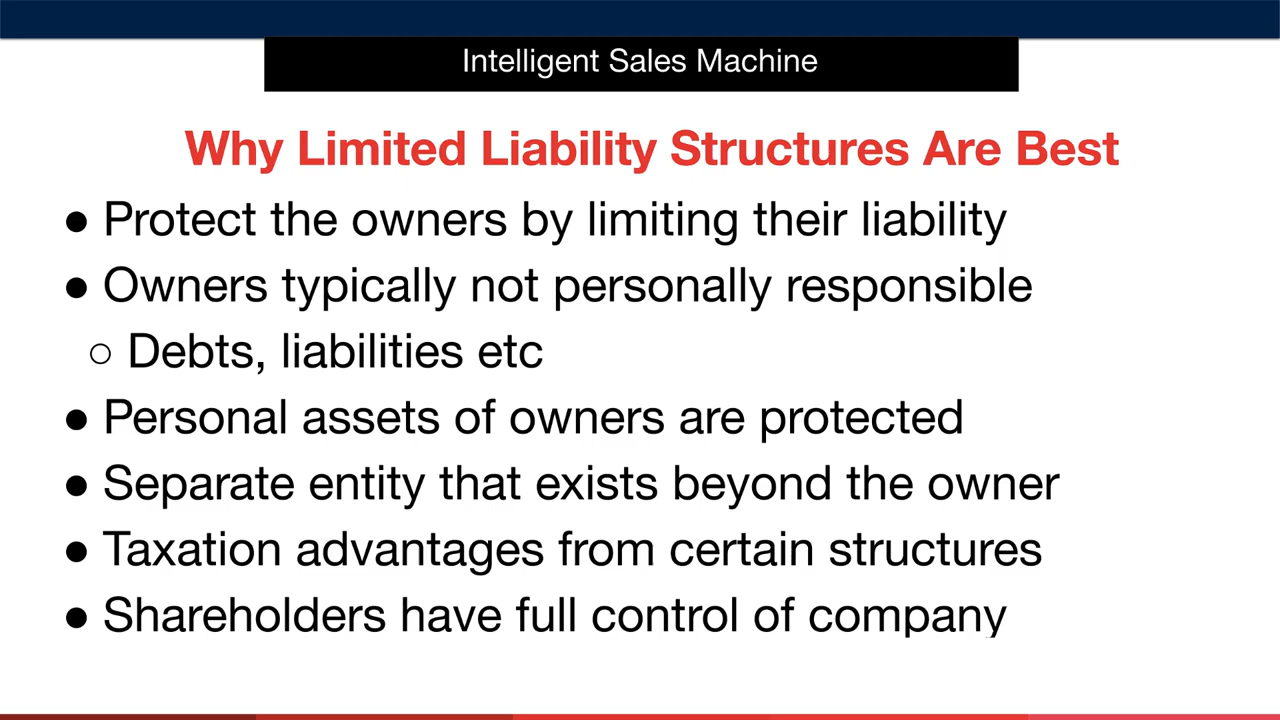 Intelligent Sales Machine
Why Limited Liability Structures Are Best
● Protect the owners by limiting their liability
● Owners typically not personally responsible
○ Debts, liabilities etc
● Personal assets of owners are protected
● Separate entity that exists beyond the owner
● Taxation advantages from certain structures
● Shareholders have full control of company